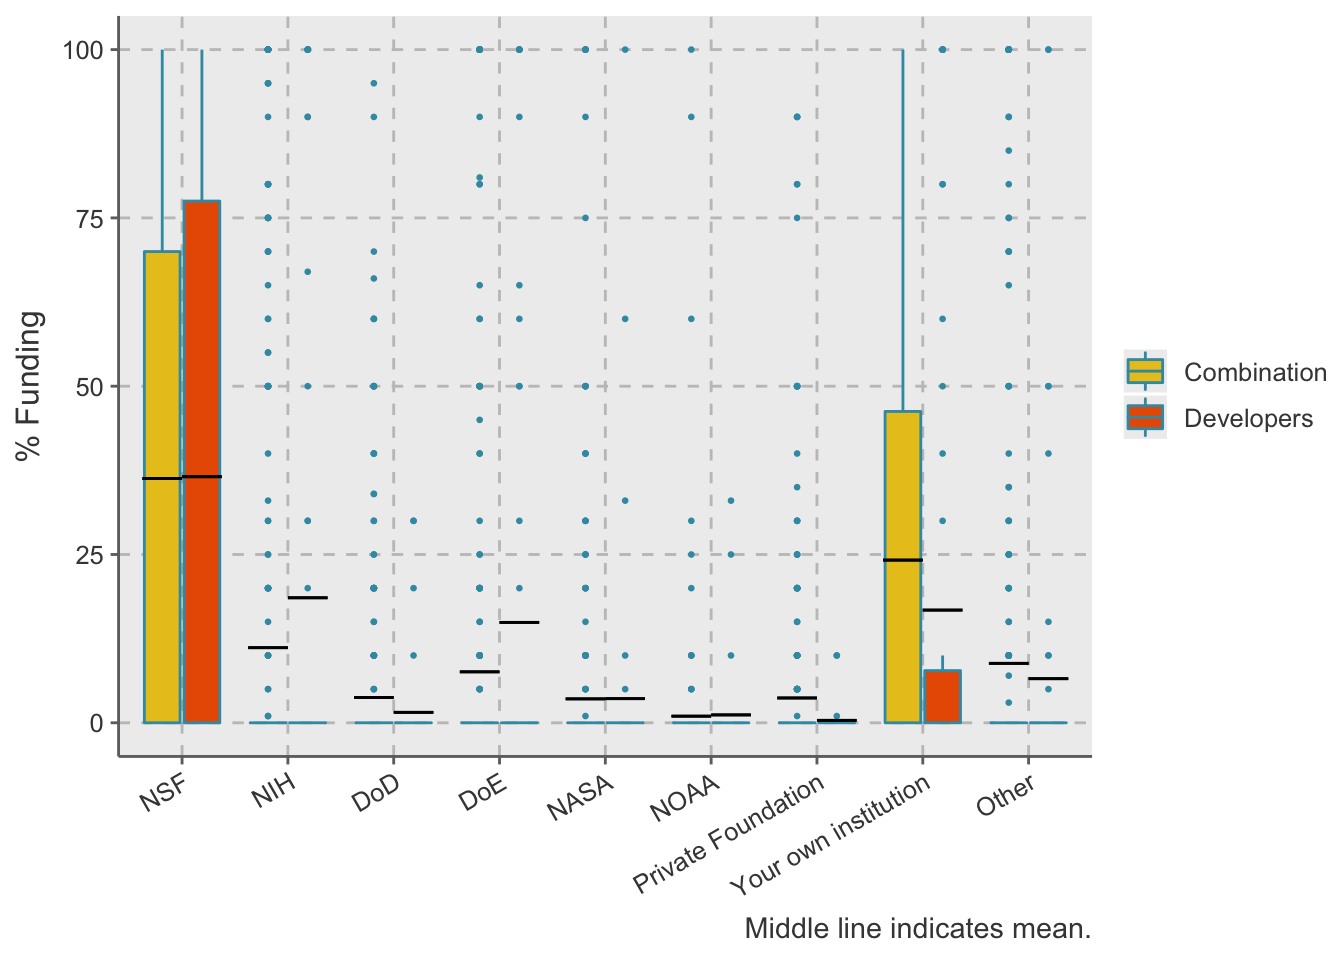 % Funding
100
75
50
25
0
NSF
NIH
DoD
DoE
NASA
NOAA
Private Foundation
Your own institution
Other
Combination
Developers
Middle line indicates mean.